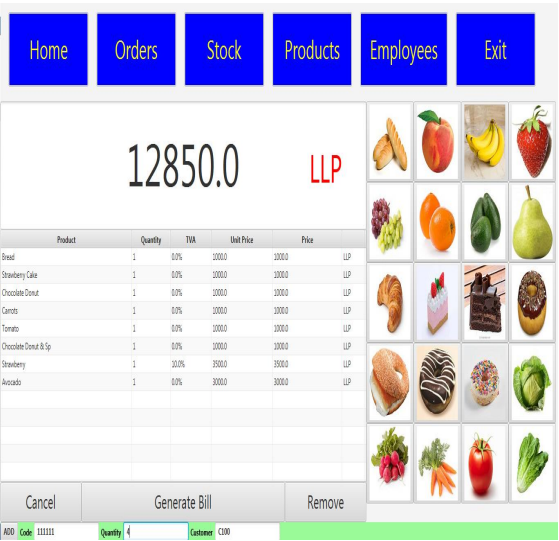 Home Orders Stock Products Employees Exit
12850.0 LLP
Product Quantity TVA Unit Price Price
Bread 1 0.0% 1000.0 1000.0 LLP
Strawberry Cake 1 0.0% 1000.0 1000.0 LLP
Chocolate Donut 1 0.0% 1000.0 1000.0 LLP
Carrots 1 0.0% 1000.0 1000.0 LLP
Tomato 1 0.0% 1000.0 1000.0 LLP
Chocolate Donut & Sp 1 0.0% 1000.0 1000.0 LLP
Strawberry 1 10.0% 3500.0 3500.0 LLP
Avocado 1 0.0% 3000.0 3000.0 LLP
Cancel Generate Bill Remove
ADD Code 111111 Quantity 4 Customer C100